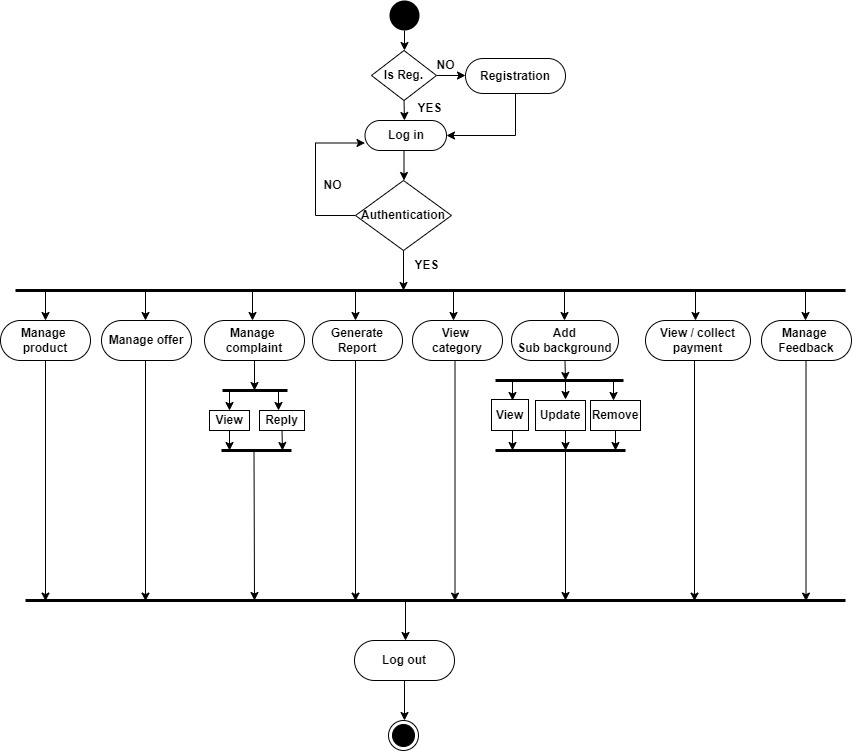 Is Reg.
NO
Registration
YES
Log in
NO
Authentication
YES
Manage
product
Manage offer
Manage
complaint
Generate
Report
View
category
Add
Sub background
View / collect
payment
Manage
Feedback
View
Reply
View
Update
Remove
Log out